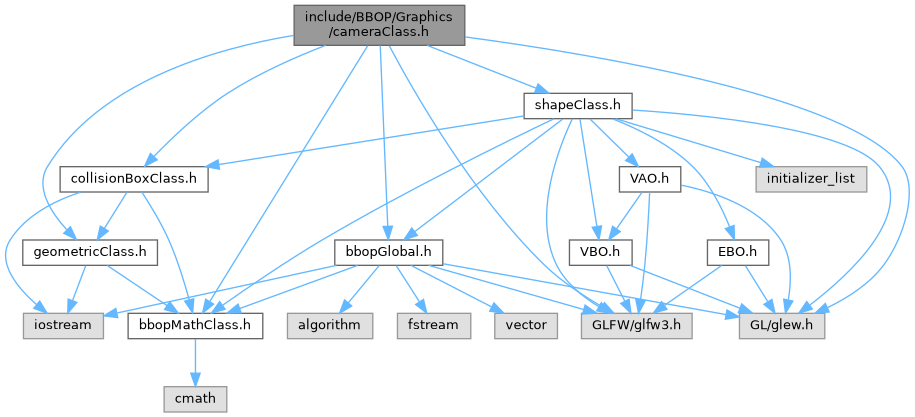 include/BBOP/Graphics
/cameraClass.h
shapeClass.h
collisionBoxClass.h
VAO.h
initializer_list
geometricClass.h
bbopGlobal.h
VBO.h
EBO.h
iostream
bbopMathClass.h
algorithm
fstream
vector
GLFW/glfw3.h
GL/glew.h
cmath